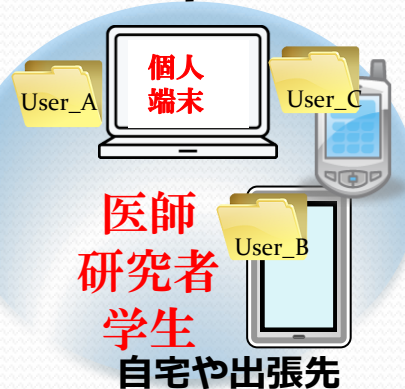 個人
端末
User_A
User_C
医師
研究者
学生
User_B
自宅や出張先